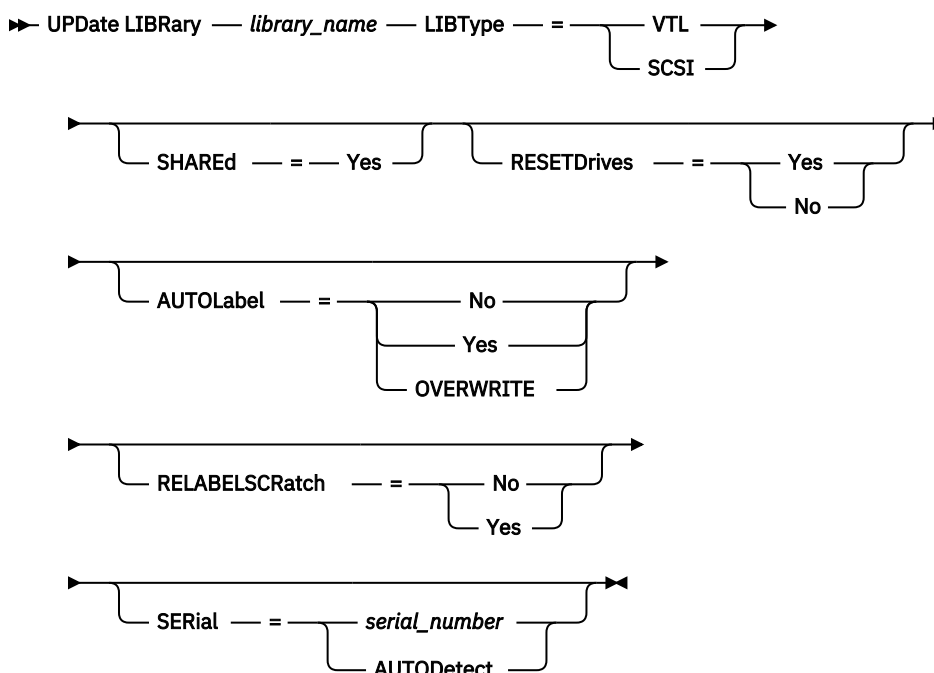 UPDate LIBRary library_name LIBType = VTL
SCSI
SHAREd = Yes RESETDrives = Yes
No
AUTOLabel = No
Yes
OVERWRITE
RELABELSCRatch = No
Yes
SERial = serial_number
AUTODetect